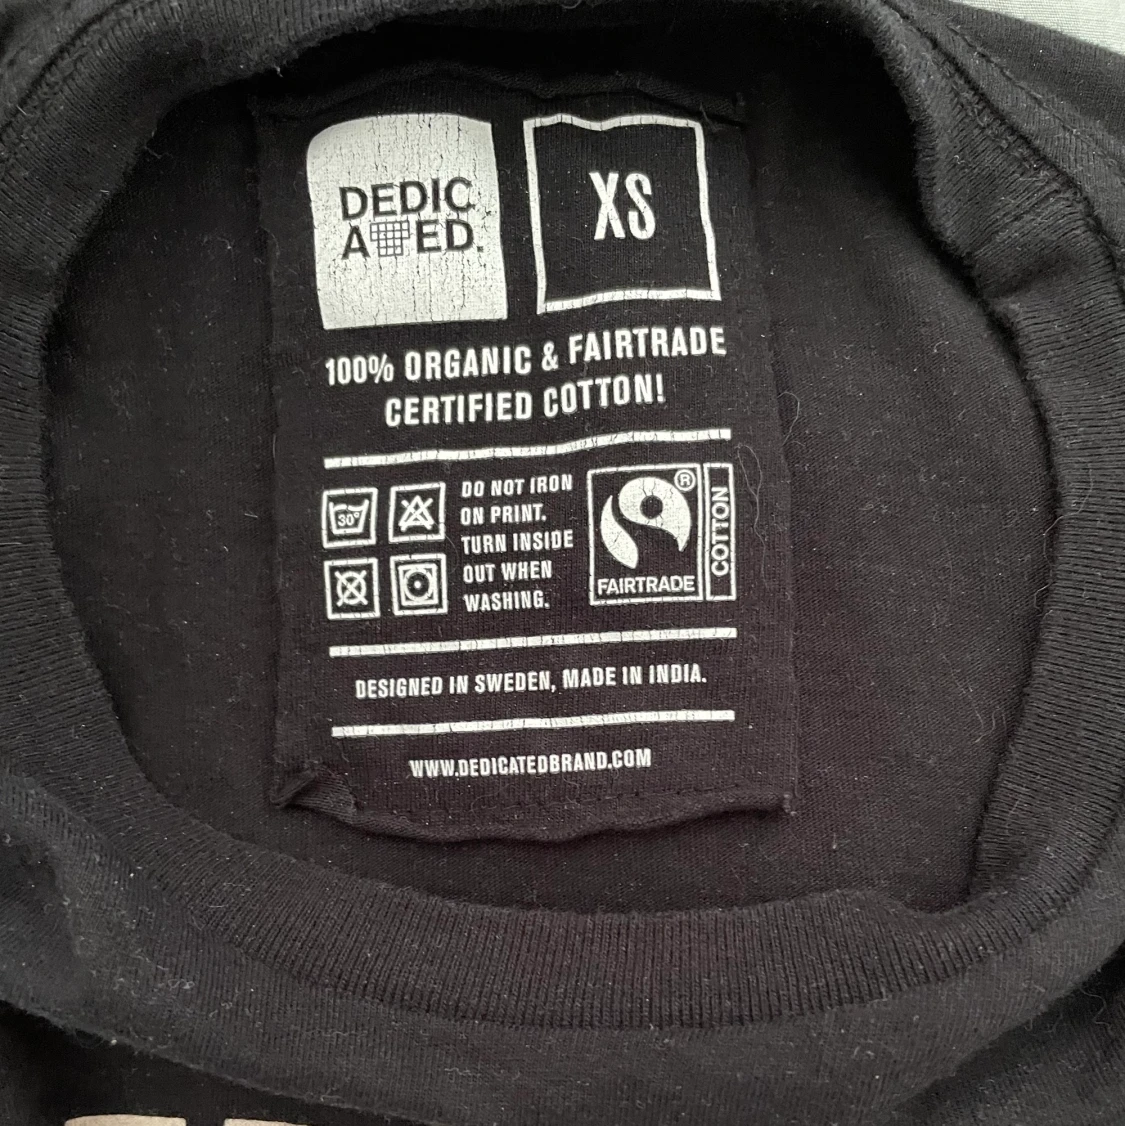 DEDIC
ATED.
XS
100% ORGANIC & FAIRTRADE
CERTIFIED COTTON!
30°
DO NOT IRON
ON PRINT.
TURN INSIDE
OUT WHEN
WASHING.
®
FAIRTRADE
COTTON
DESIGNED IN SWEDEN, MADE IN INDIA.
WWW.DEDICATEDBRAND.COM